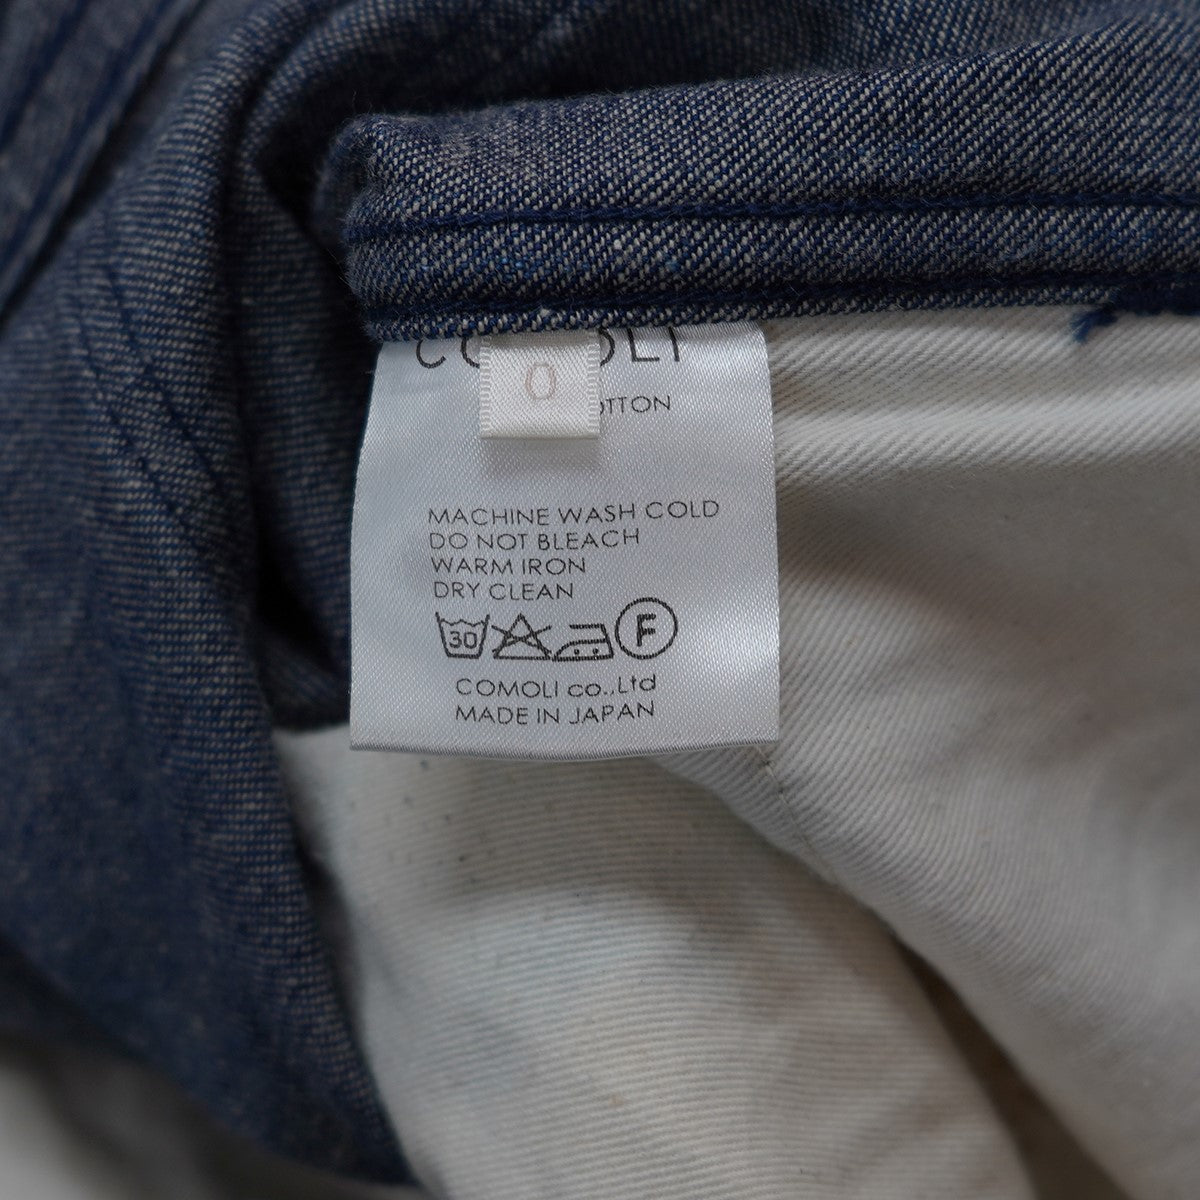 0
MACHINE WASH COLD
DO NOT BLEACH
WARM IRON
DRY CLEAN
30 F
COMOLI co.,Ltd
MADE IN JAPAN